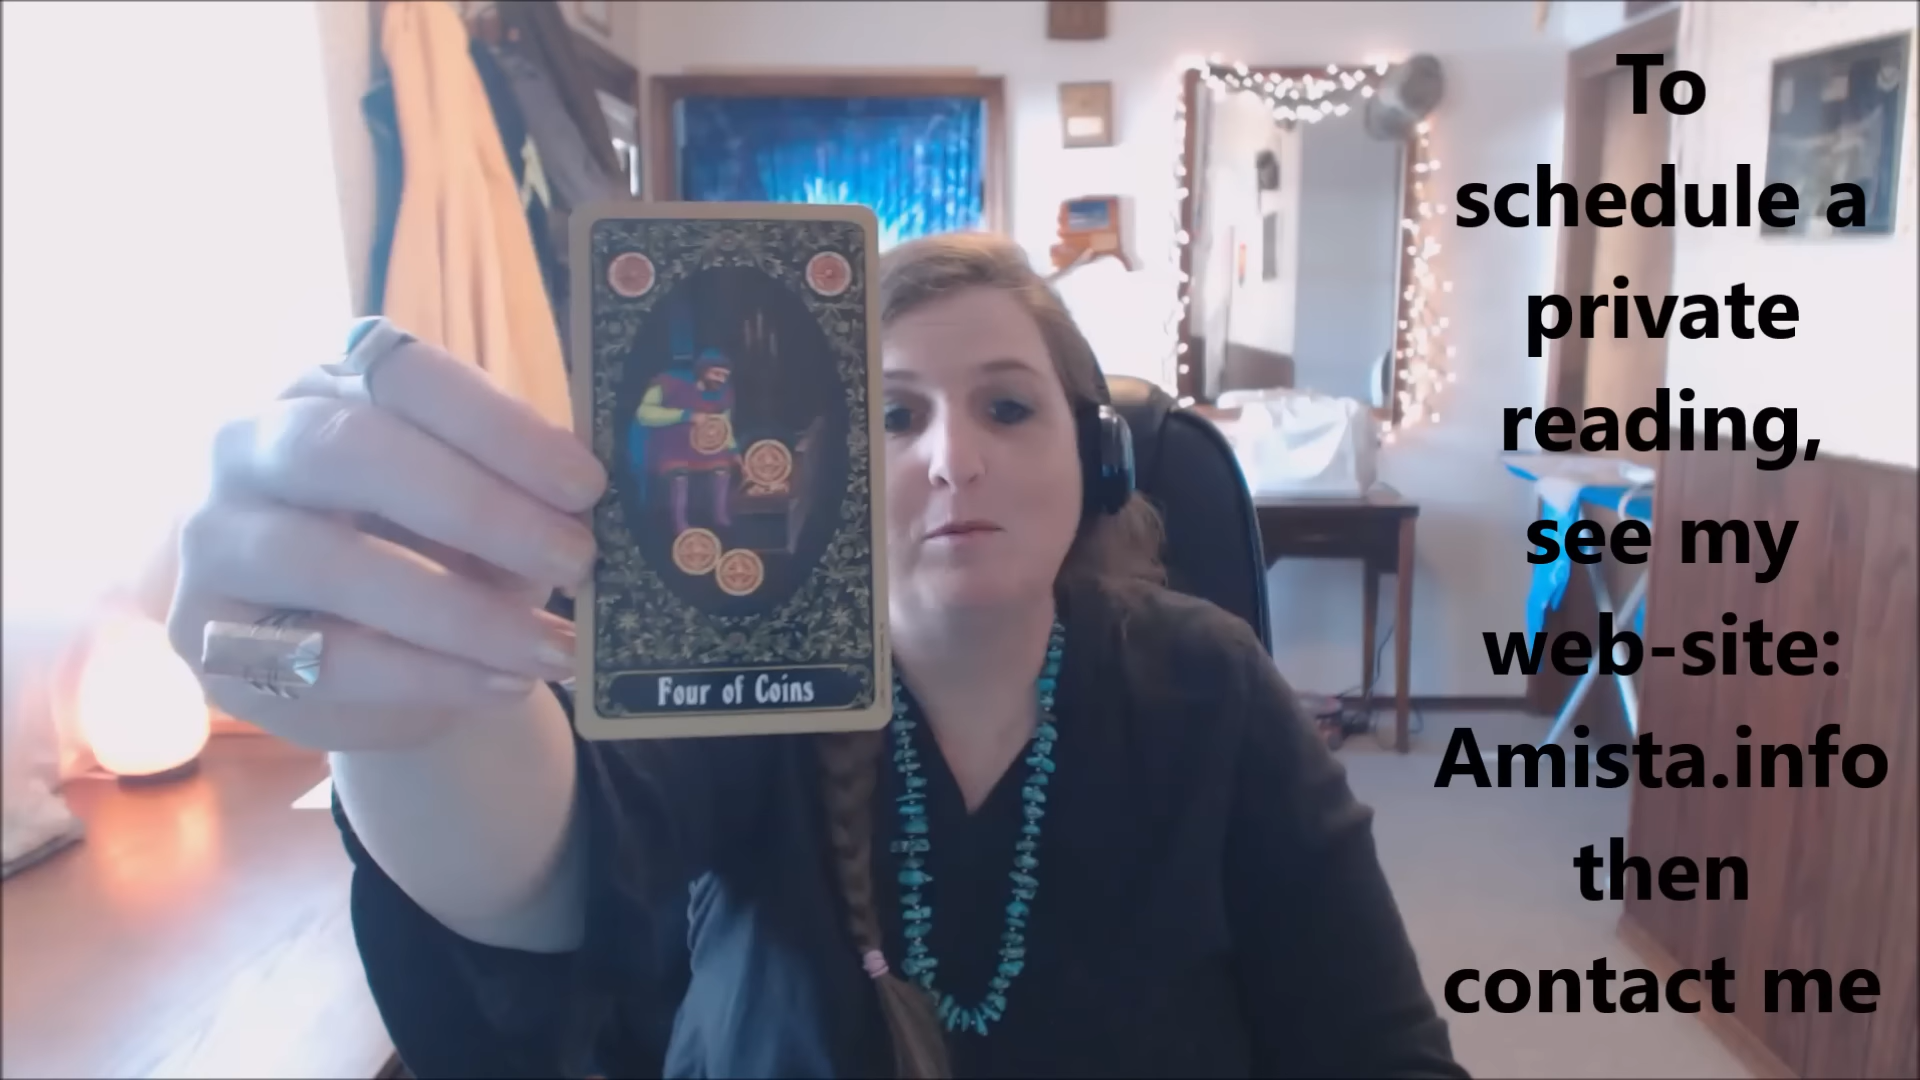 To
schedule a
private
reading,
see my
web-site:
Amista.info
then
contact me
Four of Coins